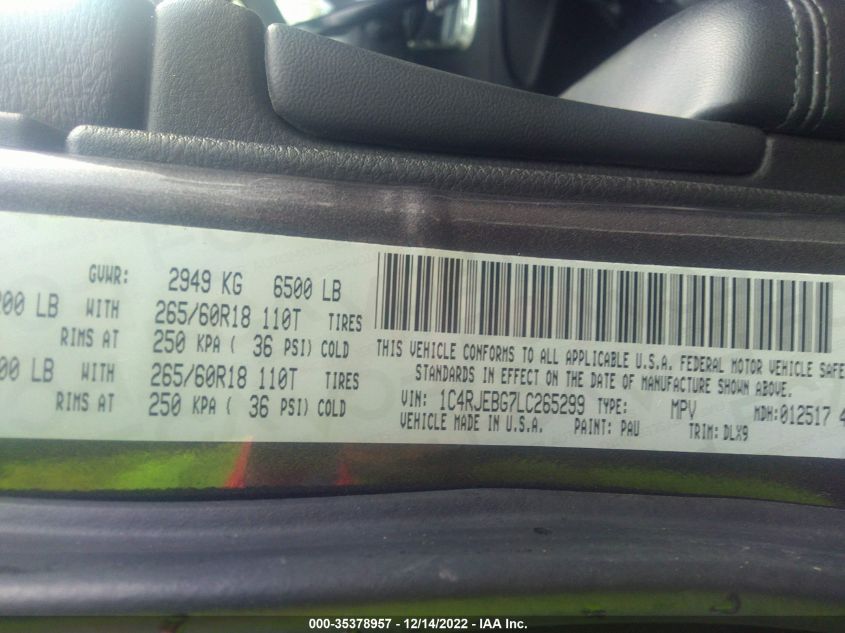 GVWR: 2949 KG 6500 LB
200 LB WITH 265/60R18 110T TIRES
RIMS AT 250 KPA ( 36 PSI) COLD
00 LB WITH 265/60R18 110T TIRES
RIMS AT 250 KPA ( 36 PSI) COLD
THIS VEHICLE CONFORMS TO ALL APPLICABLE U.S.A. FEDERAL MOTOR VEHICLE SAFE
STANDARDS IN EFFECT ON THE DATE OF MANUFACTURE SHOWN ABOVE.
VIN: 1C4RJEBG7LC265299 TYPE: MPV MDH:012517 4
VEHICLE MADE IN U.S.A. PAINT: PAU TRIM: DLX9
000-35378957 - 12/14/2022 - IAA Inc.